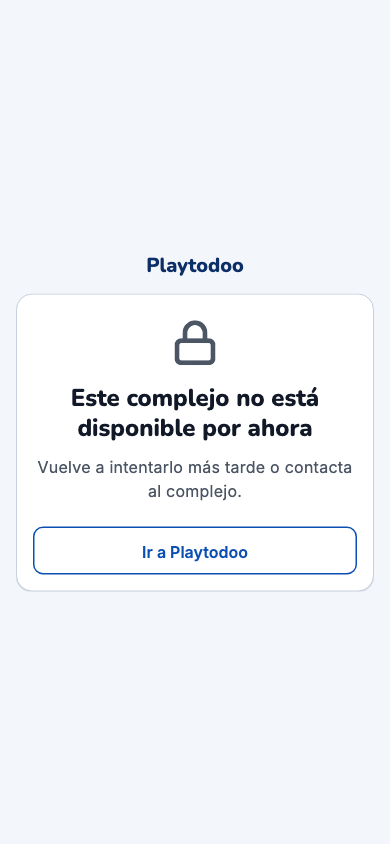 Playtodoo
Este complejo no está
disponible por ahora
Vuelve a intentarlo más tarde o contacta
al complejo.
Ir a Playtodoo